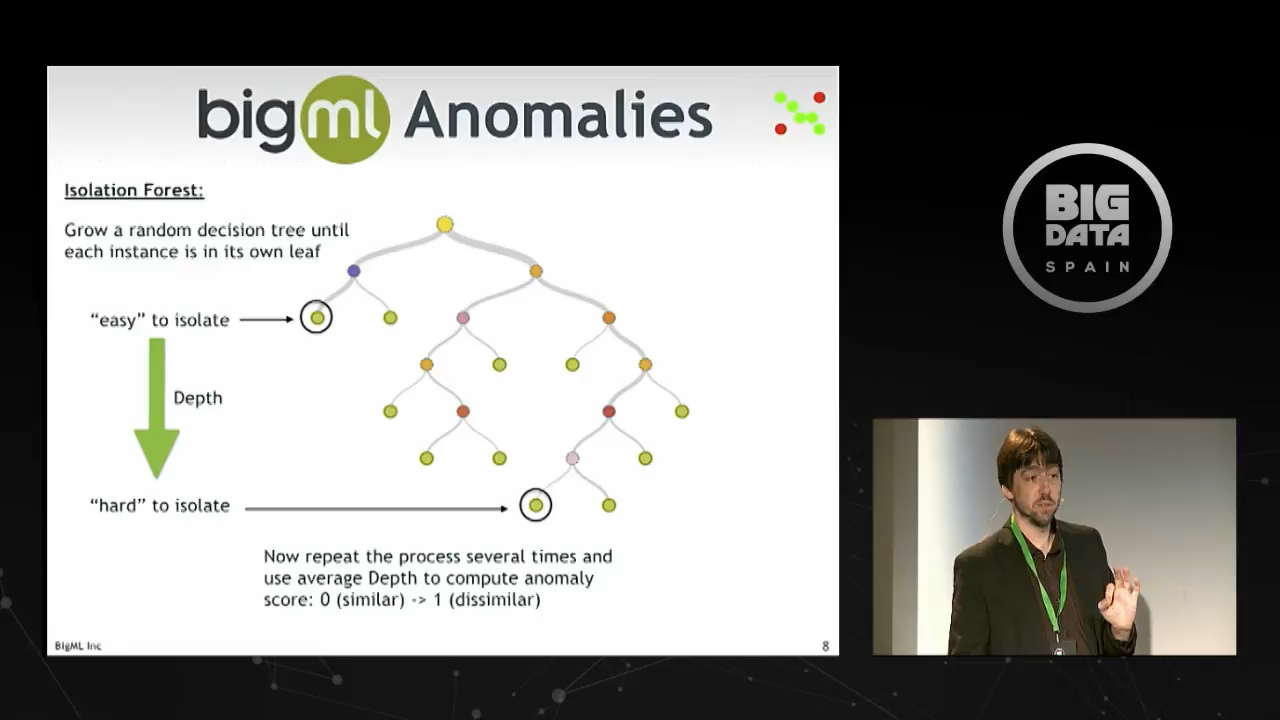 bigml Anomalies
Isolation Forest:
Grow a random decision tree until
each instance is in its own leaf
“easy” to isolate
Depth
“hard” to isolate
Now repeat the process several times and
use average Depth to compute anomaly
score: 0 (similar) -> 1 (dissimilar)
BigML Inc
8
BIG
DATA
SPAIN